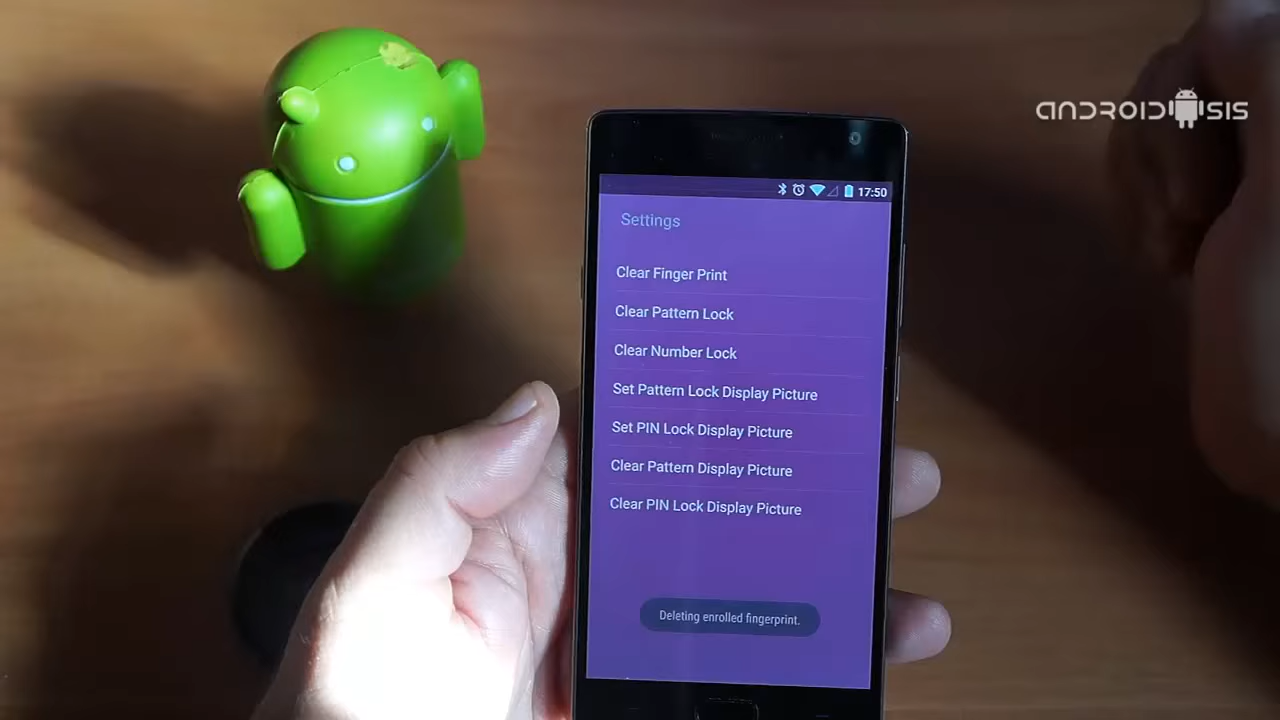 ANDROIDSIS
17:50
Settings
Clear Finger Print
Clear Pattern Lock
Clear Number Lock
Set Pattern Lock Display Picture
Set PIN Lock Display Picture
Clear Pattern Display Picture
Clear PIN Lock Display Picture
Deleting enrolled fingerprint.